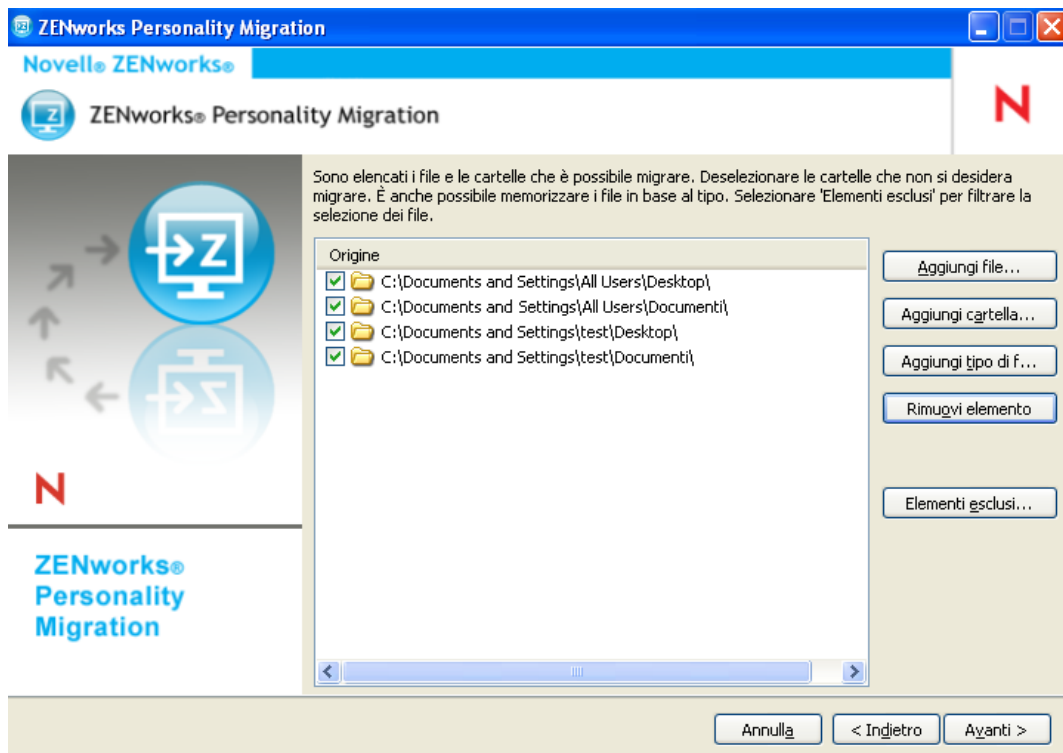 ZENworks Personality Migration
Novell® ZENworks®
ZENworks® Personality Migration
N
Sono elencati i file e le cartelle che è possibile migrare. Deselezionare le cartelle che non si desidera
migrare. È anche possibile memorizzare i file in base al tipo. Selezionare 'Elementi esclusi' per filtrare la
selezione dei file.
Origine
C:\Documents and Settings\All Users\Desktop\
C:\Documents and Settings\All Users\Documenti\
C:\Documents and Settings\test\Desktop\
C:\Documents and Settings\test\Documenti\
Aggiungi file...
Aggiungi cartella...
Aggiungi tipo di f...
Rimuovi elemento
Elementi esclusi...
Z
N
ZENworks®
Personality
Migration
Annulla
< Indietro
Avanti >